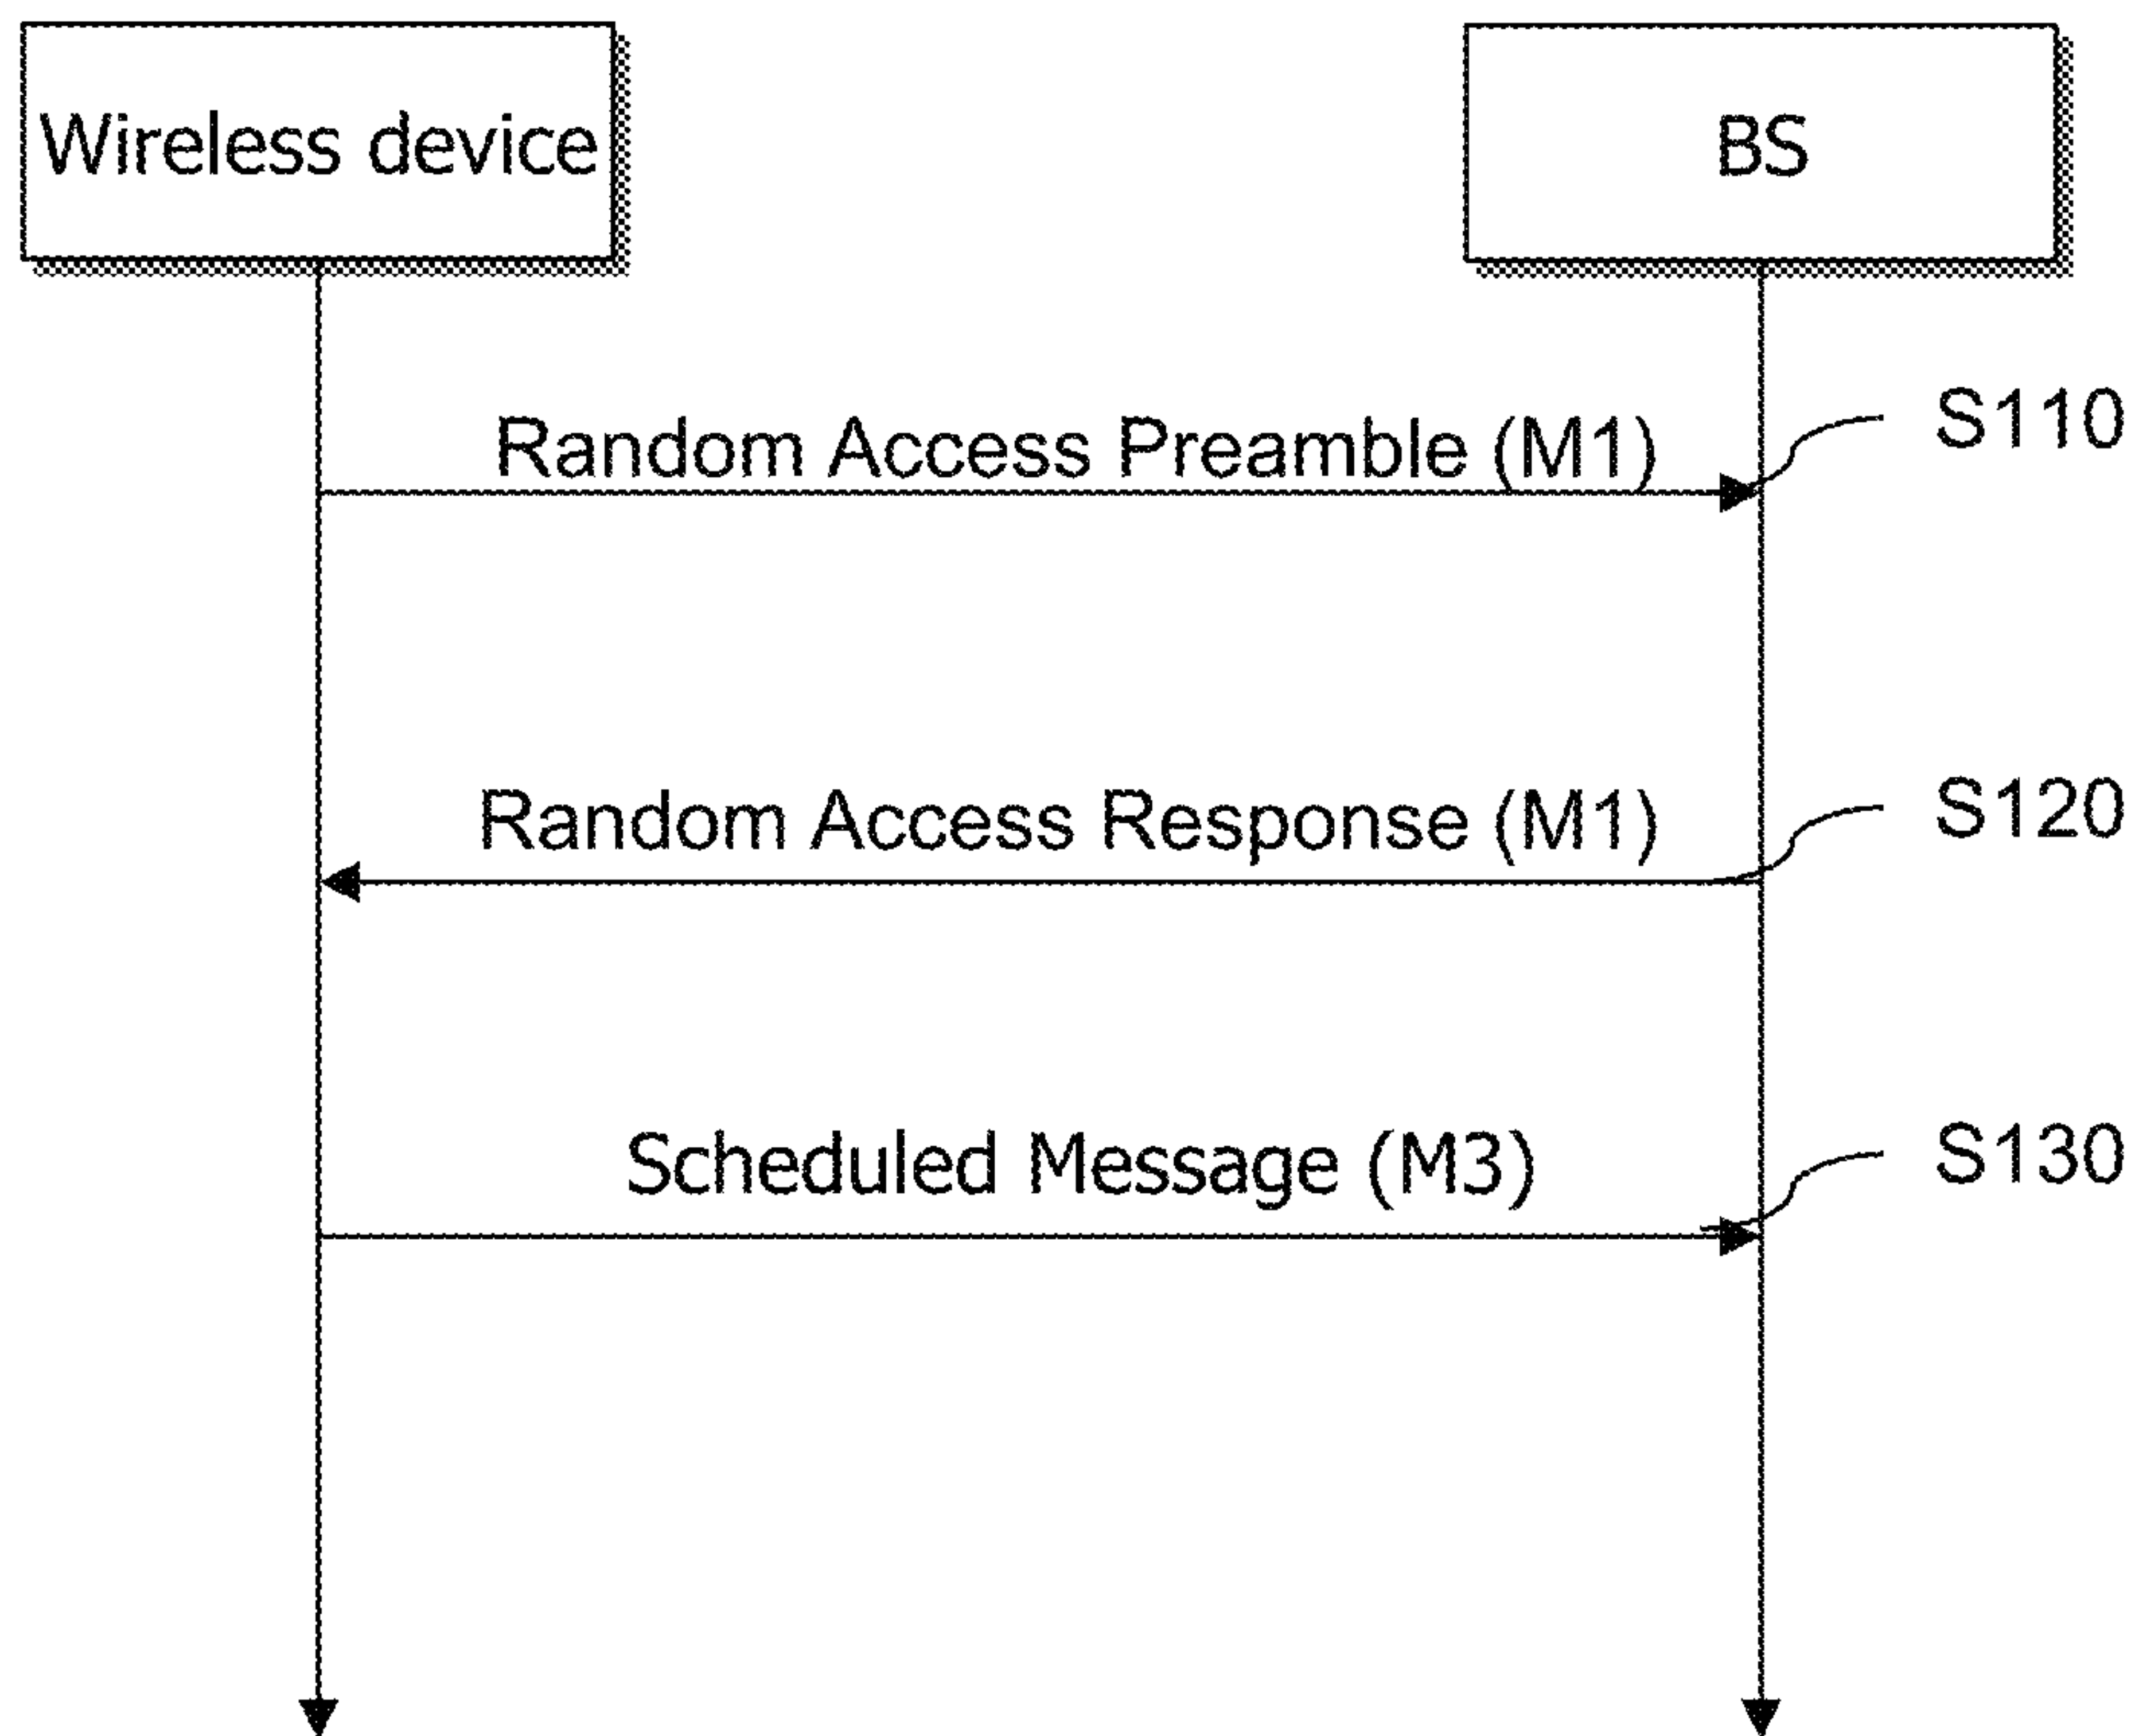 Wireless device
BS
Random Access Preamble (M1)
S110
Random Access Response (M1)
S120
Scheduled Message (M3)
S130